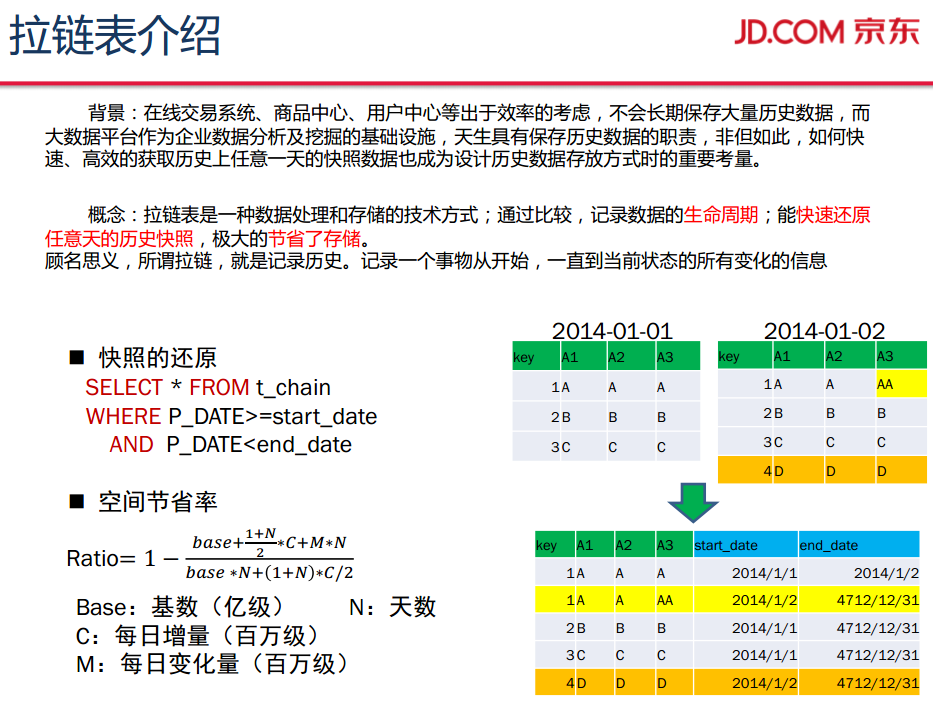 拉链表介绍
JD.COM 京东
背景：在线交易系统、商品中心、用户中心等出于效率的考虑，不会长期保存大量历史数据，而
大数据平台作为企业数据分析及挖掘的基础设施，天生具有保存历史数据的职责，非但如此，如何快
速、高效的获取历史上任意一天的快照数据也成为设计历史数据存放方式时的重要考量。
概念：拉链表是一种数据处理和存储的技术方式；通过比较，记录数据的生命周期；能快速还原
任意天的历史快照，极大的节省了存储。
顾名思义，所谓拉链，就是记录历史。记录一个事物从开始，一直到当前状态的所有变化的信息
■ 快照的还原
SELECT * FROM t_chain
WHERE P_DATE>=start_date
AND P_DATE<end_date
■ 空间节省率
Ratio= 1 − (base+(1+N)/2*C+M*N)/(base *N+(1+N)*C/2)
Base：基数（亿级） N：天数
C：每日增量（百万级）
M：每日变化量（百万级）
2014-01-01
key A1 A2 A3
1 A A A
2 B B B
3 C C C
2014-01-02
key A1 A2 A3
1 A A AA
2 B B B
3 C C C
4 D D D
key A1 A2 A3 start_date end_date
1 A A A 2014/1/1 2014/1/2
1 A A AA 2014/1/2 4712/12/31
2 B B B 2014/1/1 4712/12/31
3 C C C 2014/1/1 4712/12/31
4 D D D 2014/1/2 4712/12/31